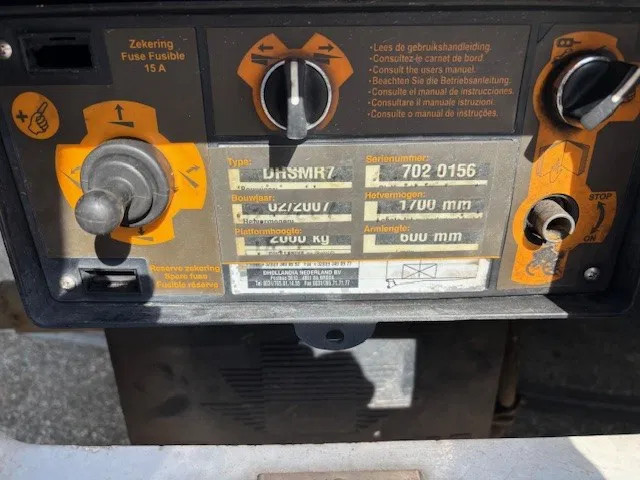 Zekering
Fuse Fusible
15 A
• Lees de gebruikshandleiding.
• Consultez le carnet de bord
• Consult the users manuel.
• Beachten Sie die Betriebsanleitung.
• Consulte el manual de instrucciones.
• Consultare il manuale istruzioni.
• Consulte o manual de instruções.
Type:
DHSMR7
Serienummer:
702 0156
Bouwjaar:
02/2007
Hefvermogen:
1700 mm
Platformhoogte:
2000 kg
Armlengte:
600 mm
STOP
ON
Reserve zekering
Spare fuse
Fusible réserve
DHOLLANDIA NEDERLAND BV